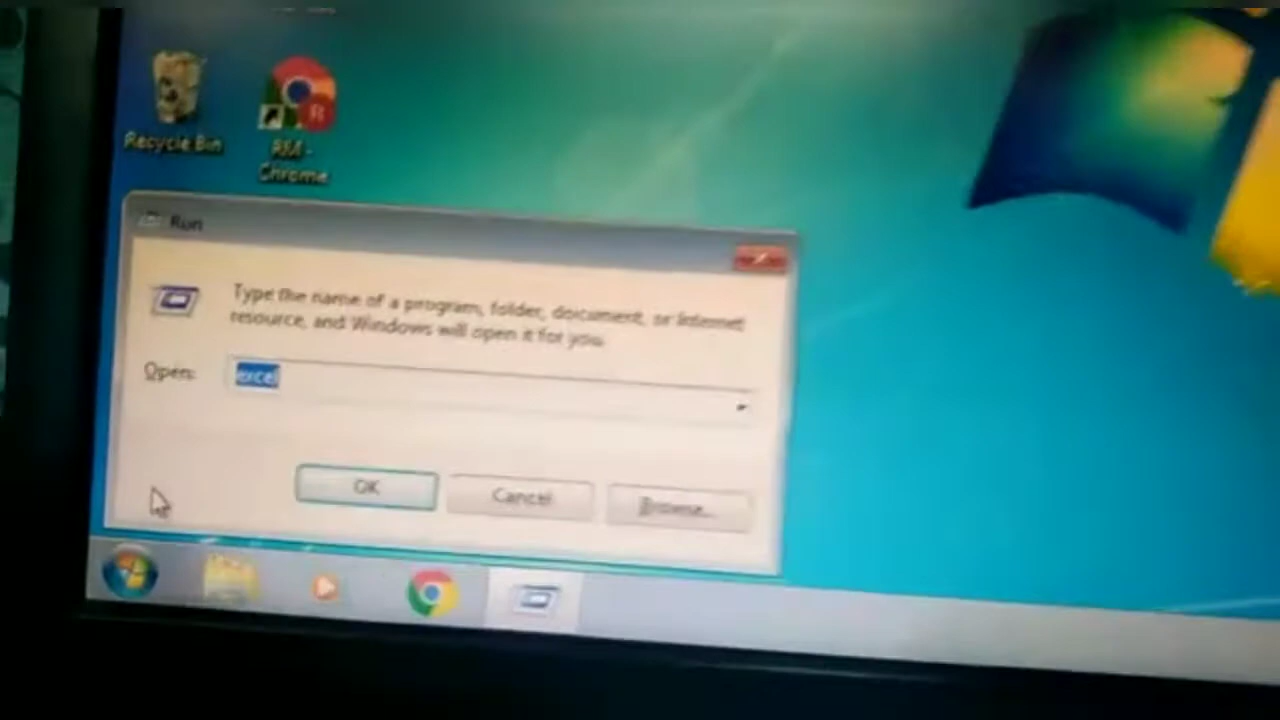 Recycle Bin
RM -
Chrome
R
Run
Type the name of a program, folder, document, or Internet
resource, and Windows will open it for you.
Open:
excel
OK
Cancel
Browse...